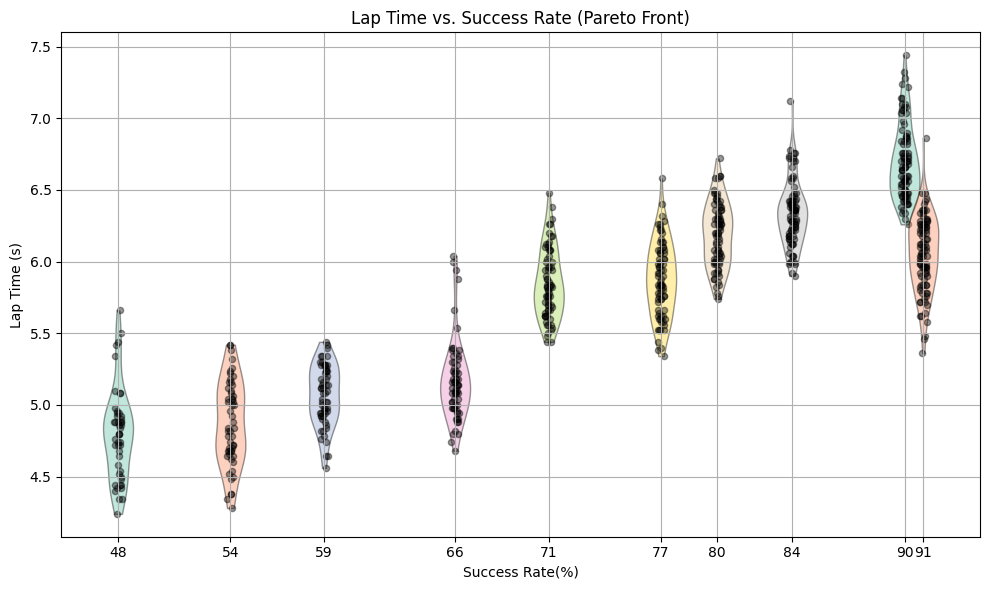 Lap Time vs. Success Rate (Pareto Front)
Lap Time (s)
7.5
7.0
6.5
6.0
5.5
5.0
4.5
48 54 59 66 71 77 80 84 90 91
Success Rate(%)